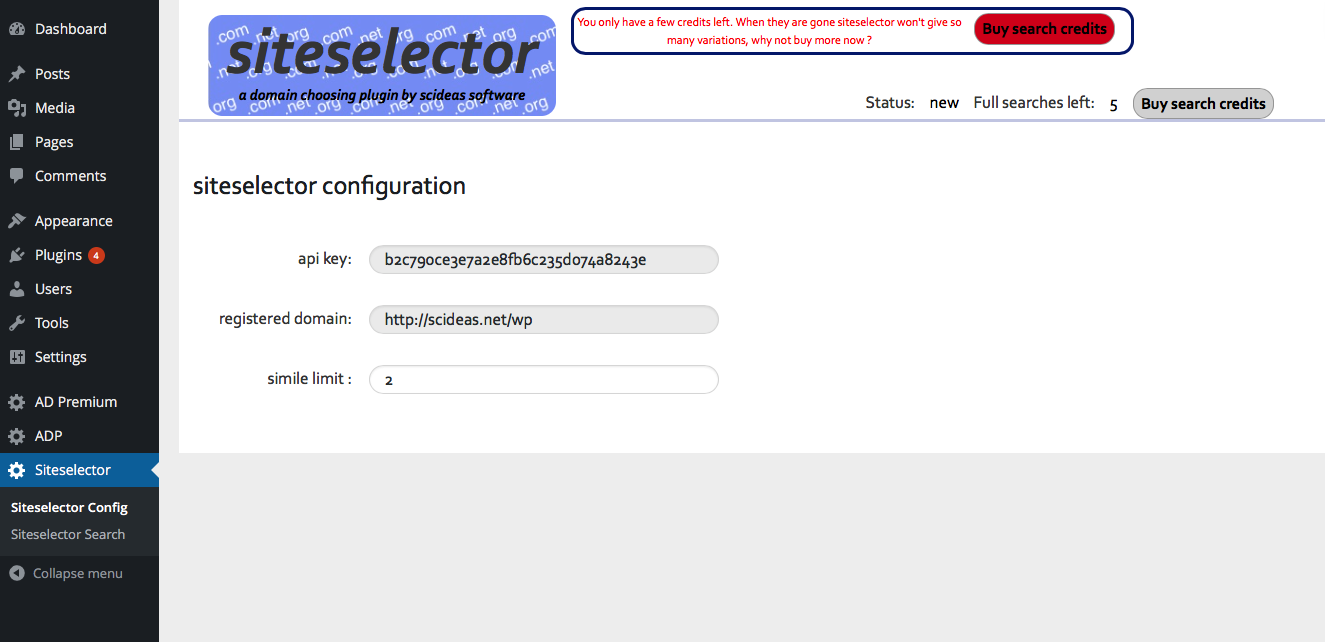 Dashboard
Posts
Media
Pages
Comments
Appearance
Plugins 4
Users
Tools
Settings
AD Premium
ADP
Siteselector
Siteselector Config
Siteselector Search
Collapse menu
siteselector
a domain choosing plugin by scideas software
You only have a few credits left. When they are gone siteselector won't give so
many variations, why not buy more now ?
Buy search credits
Status: new Full searches left: 5 Buy search credits
siteselector configuration
api key: b2c790ce3e7a2e8fb6c235d074a8243e
registered domain: http://scideas.net/wp
simile limit : 2